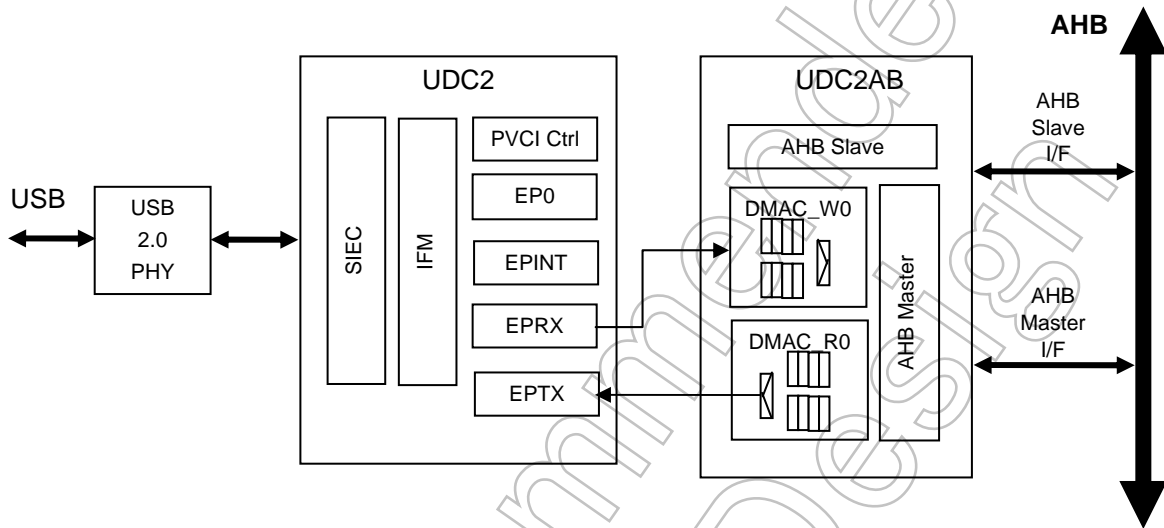 AHB
UDC2
UDC2AB
PVCI Ctrl
AHB Slave
AHB
Slave
I/F
USB
USB
2.0
PHY
SIEC
IFM
EP0
EPINT
EPRX
EPTX
DMAC_W0
DMAC_R0
AHB Master
AHB
Master
I/F